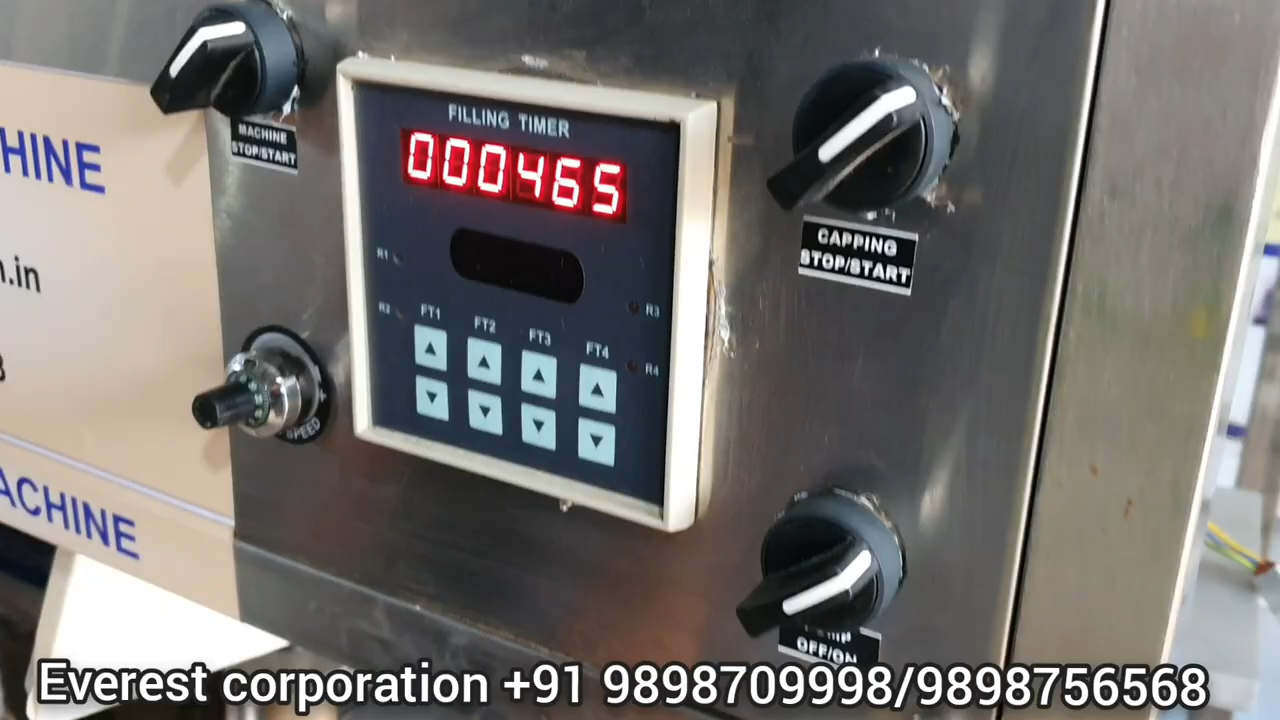 HINE
n.in
ACHINE
MACHINE
STOP/START
FILLING TIMER
000465
R1
R2
R3
R4
FT1 FT2 FT3 FT4
SPEED
CAPPING
STOP/START
OFF/ON
Everest corporation +91 9898709998/9898756568